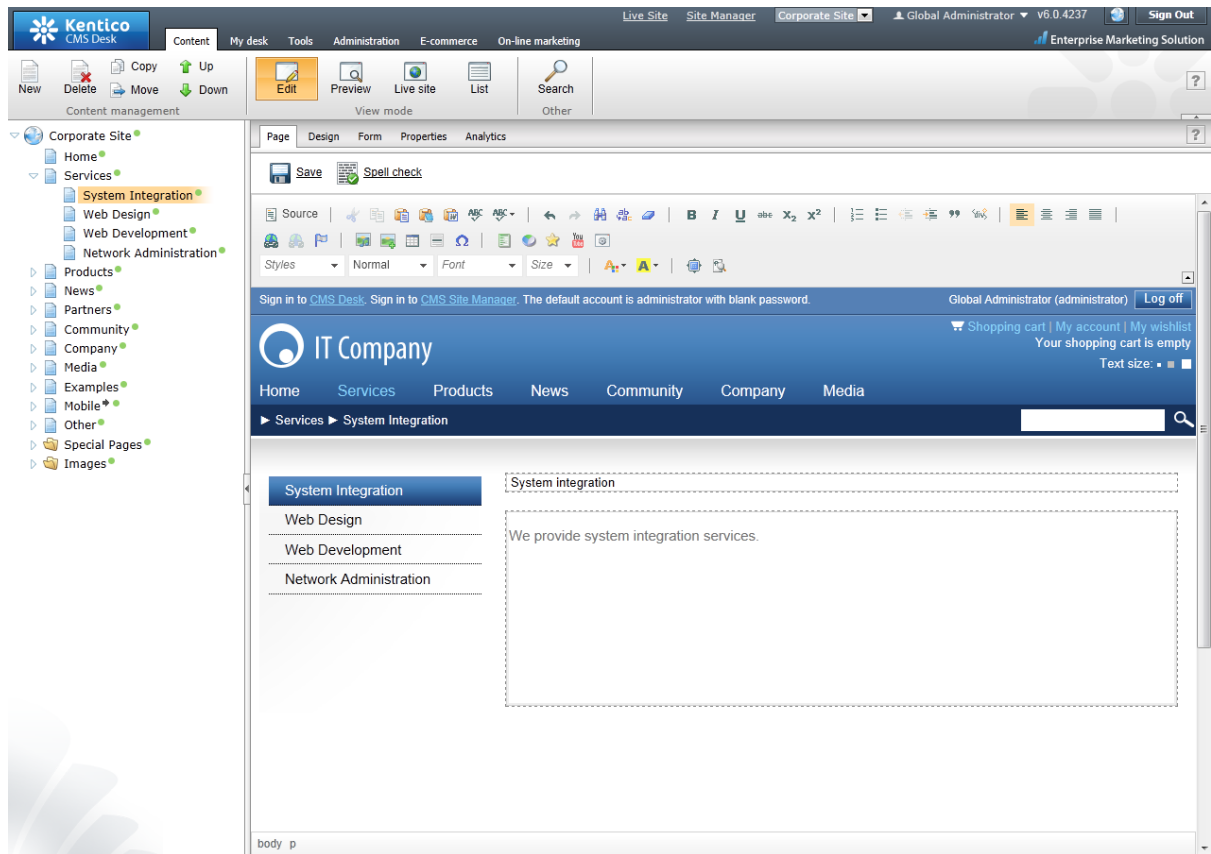 Kentico
CMS Desk
Live Site Site Manager Corporate Site Global Administrator v6.0.4237 Sign Out
Content My desk Tools Administration E-commerce On-line marketing
Enterprise Marketing Solution
New Delete Copy Move Up Down
Content management
Edit Preview Live site List
View mode
Search
Other
?
Corporate Site
Home
Services
System Integration
Web Design
Web Development
Network Administration
Products
News
Partners
Community
Company
Media
Examples
Mobile
Other
Special Pages
Images
Page Design Form Properties Analytics
?
Save Spell check
Source ABC ABC B I U abc X2 X2
Ω You
Styles Normal Font Size A A
Sign in to CMS Desk. Sign in to CMS Site Manager. The default account is administrator with blank password.
Global Administrator (administrator) Log off
IT Company
Shopping cart | My account | My wishlist
Your shopping cart is empty
Text size:
Home Services Products News Community Company Media
► Services ► System Integration
System Integration
Web Design
Web Development
Network Administration
System integration
We provide system integration services.
body p